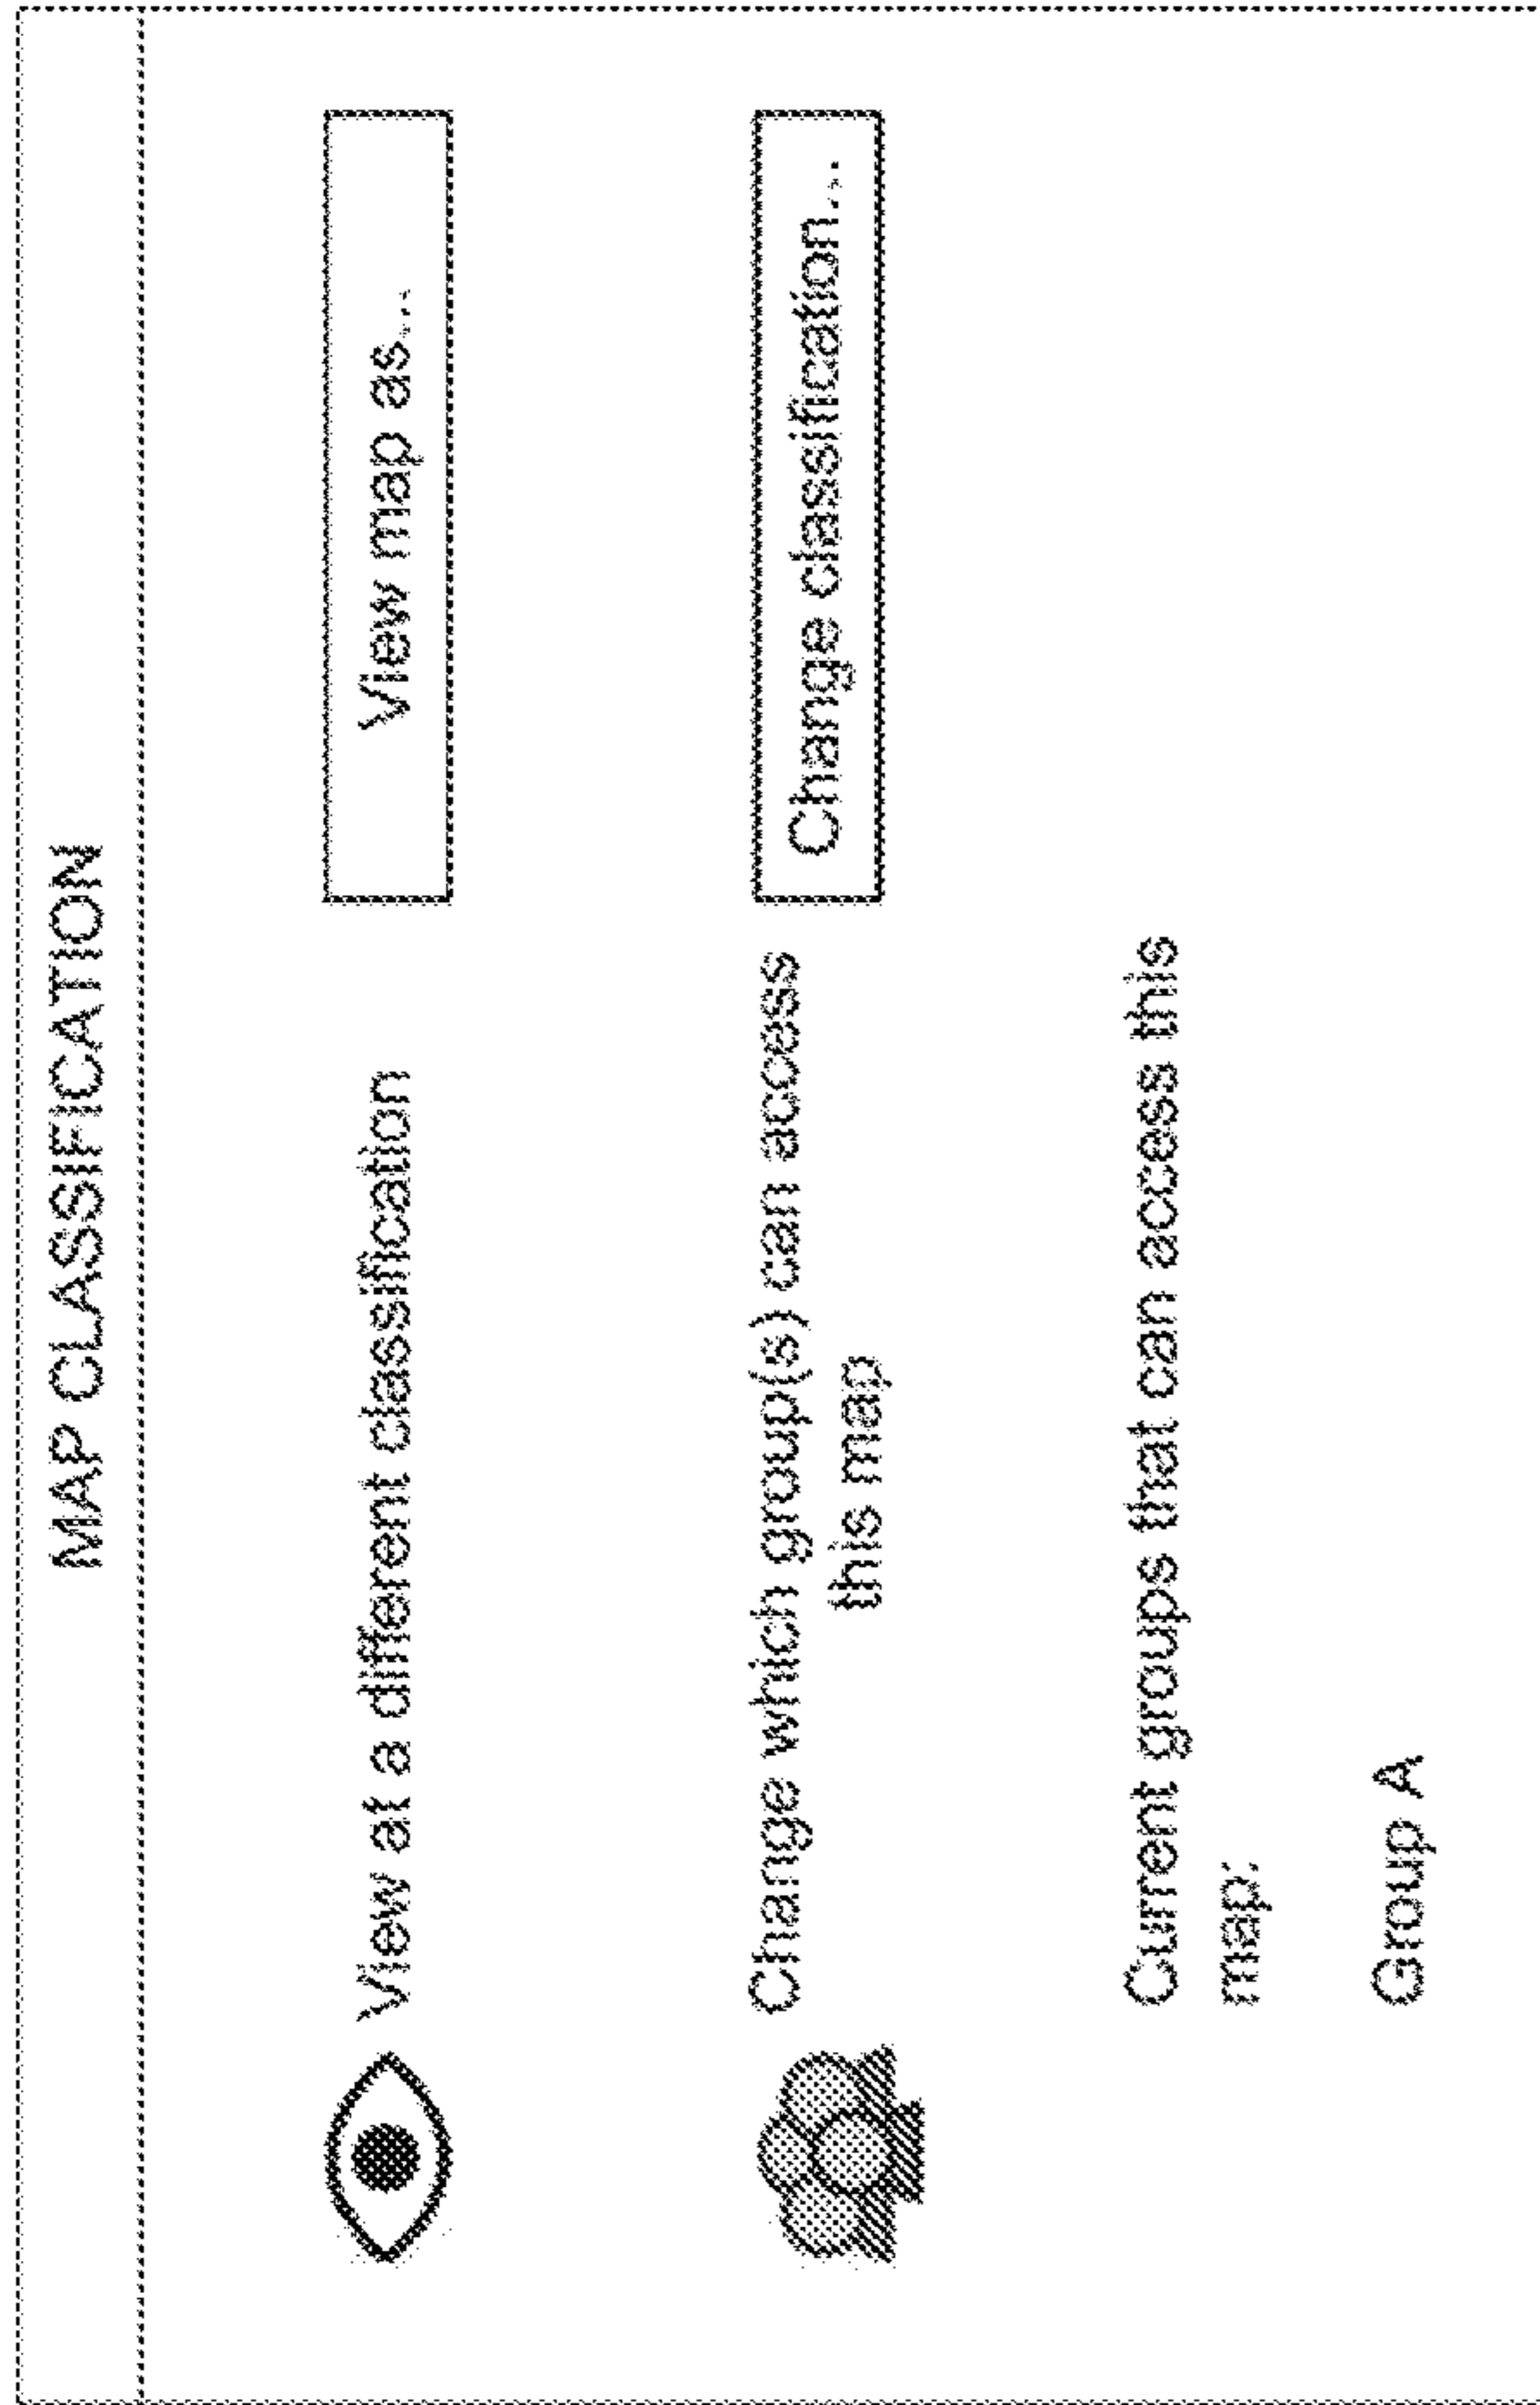 MAP CLASSIFICATION
View at a different classification
View map as...
Change which group(s) can access
this map
Change classification...
Current groups that can access this
map:
Group A